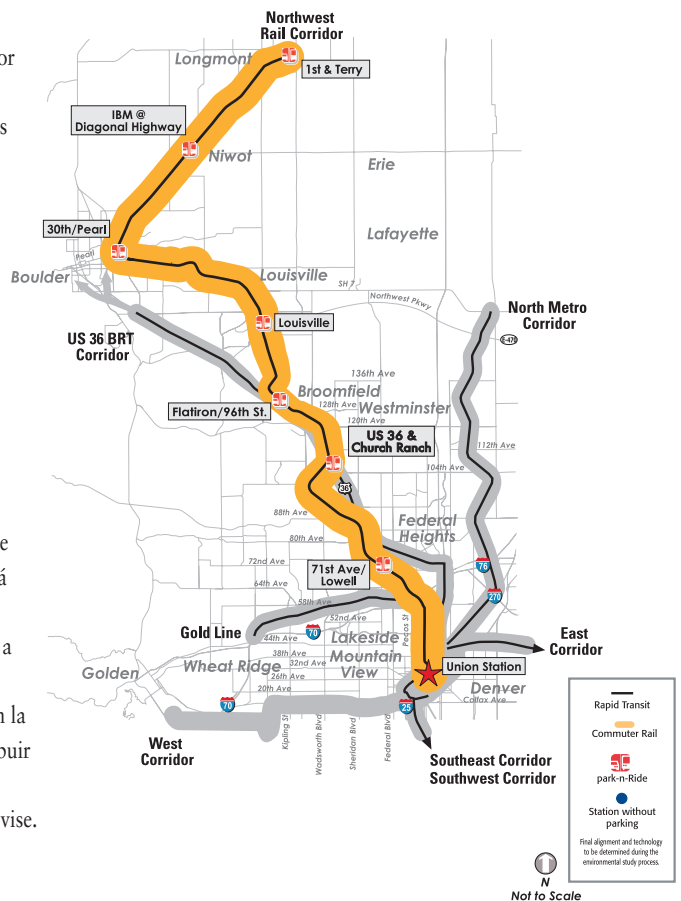 or
s
e
á
a
n la
buir
vise.
Northwest
Rail Corridor
Longmont
1st & Terry
IBM @
Diagonal Highway
Niwot
Erie
30th/Pearl
Pearl
Lafayette
Boulder
Louisville
SH 7
Northwest Pkwy
North Metro
Corridor
E-470
US 36 BRT
Corridor
Louisville
136th Ave
Broomfield
128th Ave
Westminster
120th Ave
Flatiron/96th St.
US 36 &
Church Ranch
112th Ave
104th Ave
36
88th Ave
Federal
Heights
80th Ave
72nd Ave
71st Ave/
Lowell
76
64th Ave
58th Ave
270
52nd Ave
Pecos St
Gold Line
70
44th Ave
Lakeside
East
Corridor
38th Ave
Mountain
View
Wheat Ridge
32nd Ave
Union Station
Golden
26th Ave
20th Ave
Denver
Colfax Ave
70
25
West
Corridor
Kipling St
Wadsworth Blvd
Sheridan Blvd
Federal Blvd
Southeast Corridor
Southwest Corridor
Rapid Transit
Commuter Rail
park-n-Ride
Station without
parking
Final alignment and technology
to be determined during the
environmental study process.
N
Not to Scale